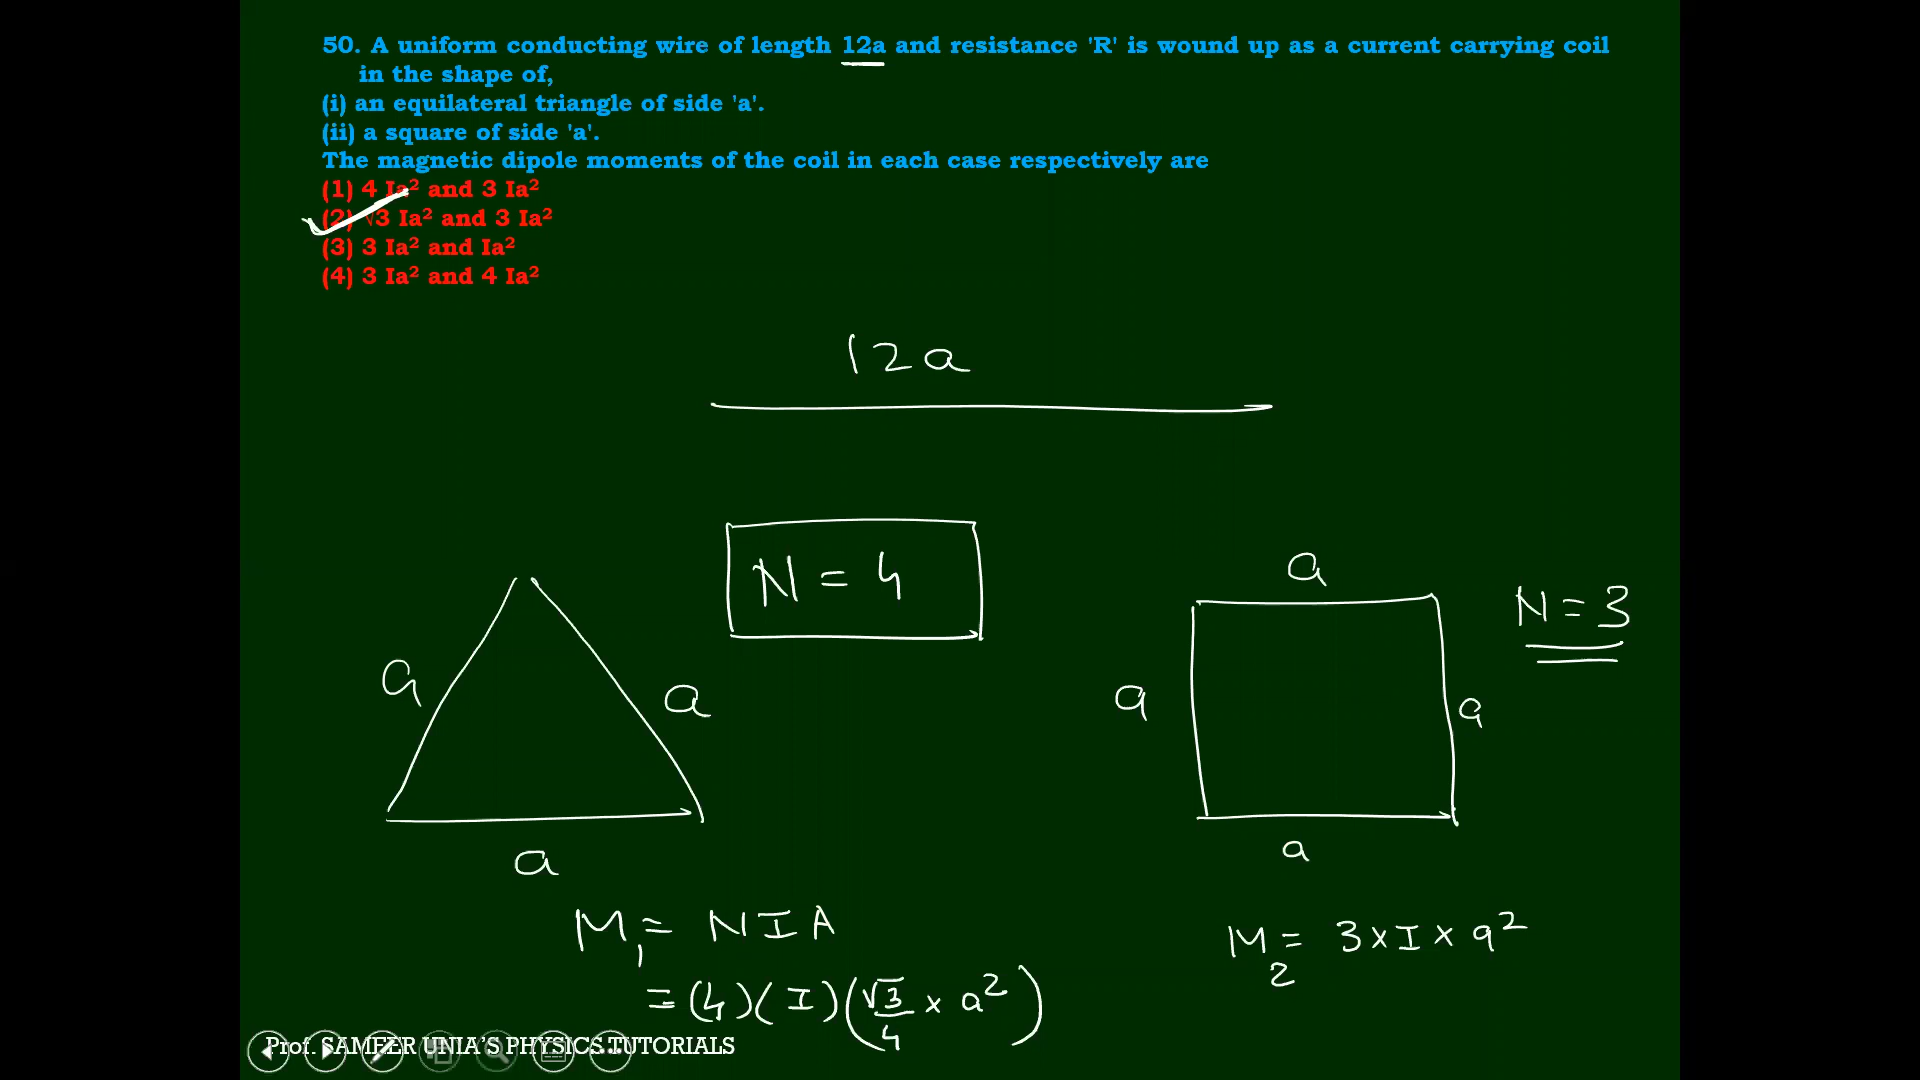 50. A uniform conducting wire of length 12a and resistance 'R' is wound up as a current carrying coil
in the shape of,
(i) an equilateral triangle of side 'a'.
(ii) a square of side 'a'.
The magnetic dipole moments of the coil in each case respectively are
(1) 4 Ia² and 3 Ia²
(2) √3 Ia² and 3 Ia²
(3) 3 Ia² and Ia²
(4) 3 Ia² and 4 Ia²
12a
N = 4
a
N = 3
a
a
a
a
a
a
M₁ = NIA
M₂ = 3 × I × a²
= (4)(I)(√3/4 × a²)
Prof. SAMEER UNIA'S PHYSICS TUTORIALS